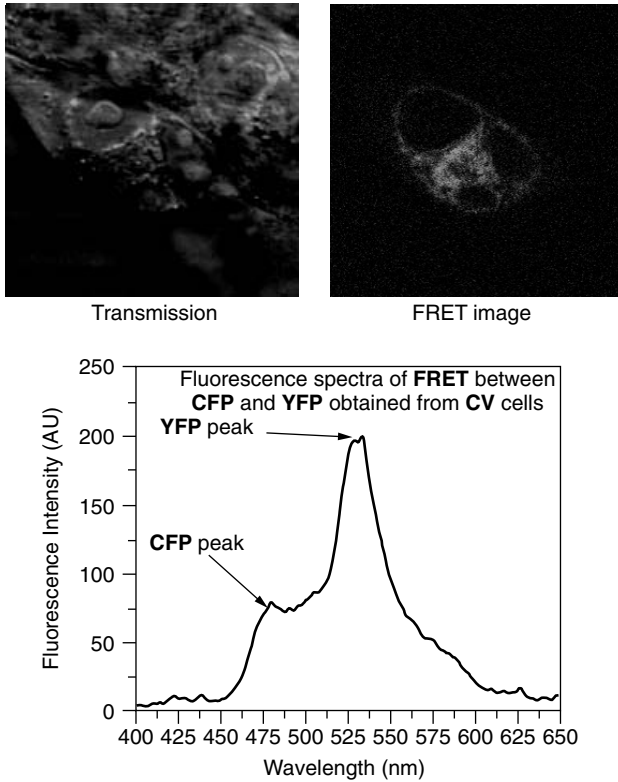 Transmission
FRET image
Fluorescence spectra of FRET between
CFP and YFP obtained from CV cells
YFP peak
CFP peak
Fluorescence Intensity (AU)
250
200
150
100
50
0
400 425 450 475 500 525 550 575 600 625 650
Wavelength (nm)